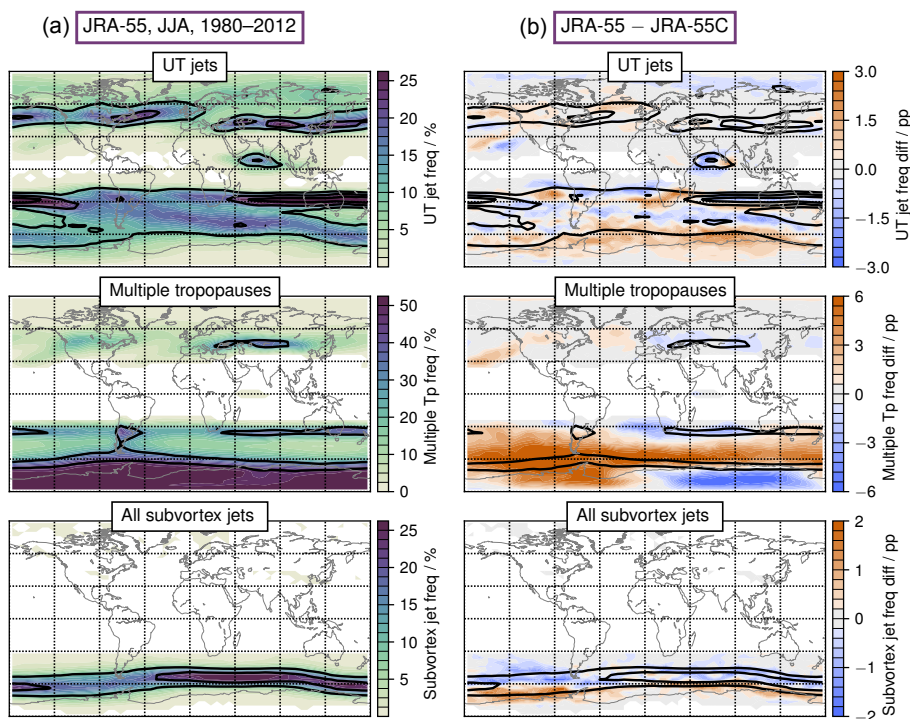 (a) JRA-55, JJA, 1980–2012
(b) JRA-55 − JRA-55C
UT jets
25
20
15
10
5
UT jet freq / %
UT jets
3.0
1.5
0.0
−1.5
−3.0
UT jet freq diff / pp
Multiple tropopauses
50
40
30
20
10
0
Multiple Tp freq / %
Multiple tropopauses
6
3
0
−3
−6
Multiple Tp freq diff / pp
All subvortex jets
25
20
15
10
5
Subvortex jet freq / %
All subvortex jets
2
1
0
−1
−2
Subvortex jet freq diff / pp